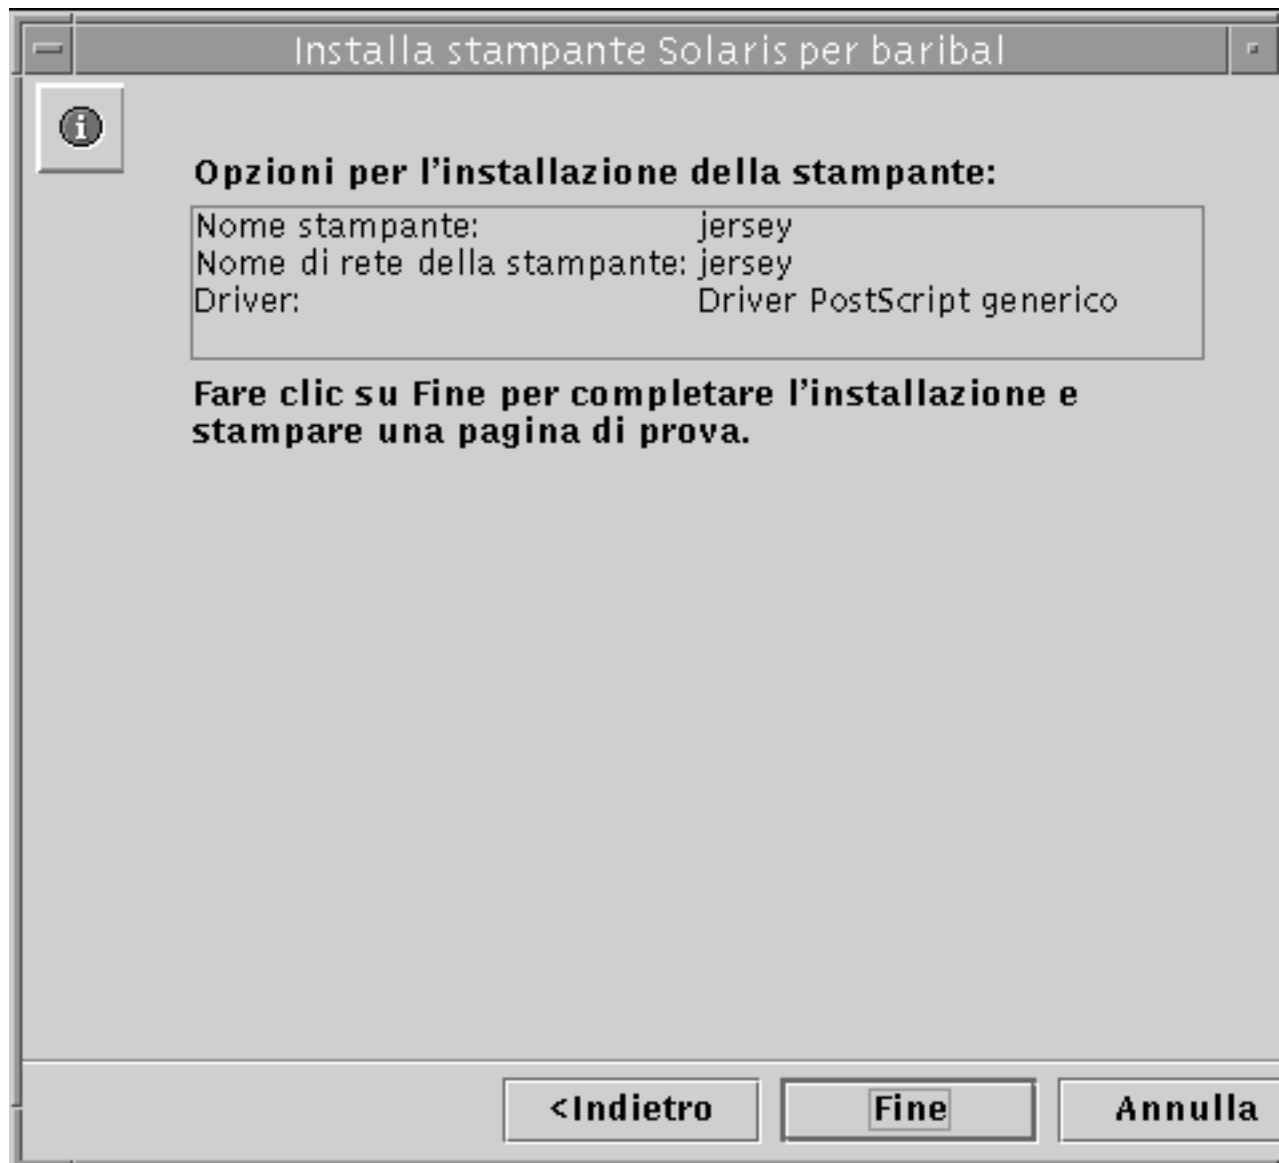 Installa stampante Solaris per baribal
Opzioni per l'installazione della stampante:
Nome stampante: jersey
Nome di rete della stampante: jersey
Driver: Driver PostScript generico
Fare clic su Fine per completare l'installazione e
stampare una pagina di prova.
<Indietro Fine Annulla